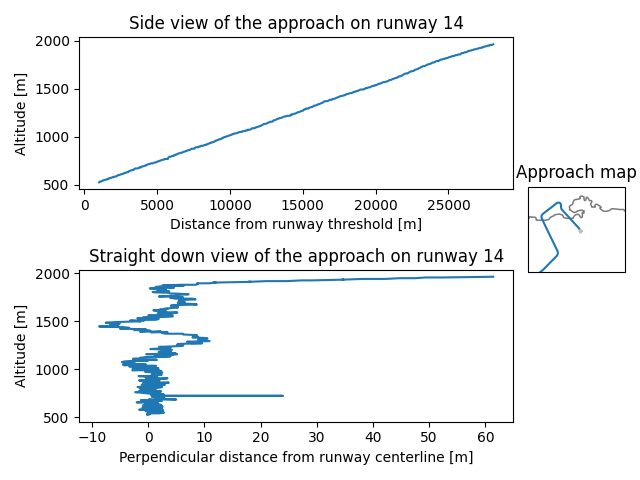 Side view of the approach on runway 14
Altitude [m]
2000
1500
1000
500
0 5000 10000 15000 20000 25000
Distance from runway threshold [m]
Approach map
Straight down view of the approach on runway 14
Altitude [m]
2000
1500
1000
500
−10 0 10 20 30 40 50 60
Perpendicular distance from runway centerline [m]